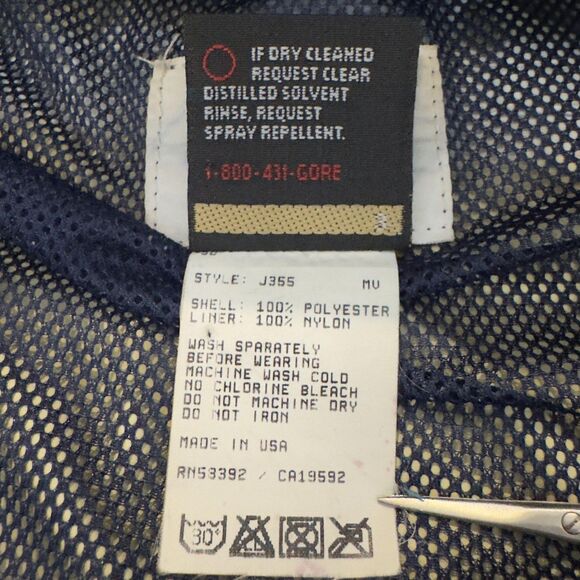 IF DRY CLEANED
REQUEST CLEAR
DISTILLED SOLVENT
RINSE, REQUEST
SPRAY REPELLENT.
1-800-431-GORE
STYLE: J355 MV
SHELL: 100% POLYESTER
LINER: 100% NYLON
WASH SPARATELY
BEFORE WEARING
MACHINE WASH COLD
NO CHLORINE BLEACH
DO NOT MACHINE DRY
DO NOT IRON
MADE IN USA
RN53392 / CA19592
30°